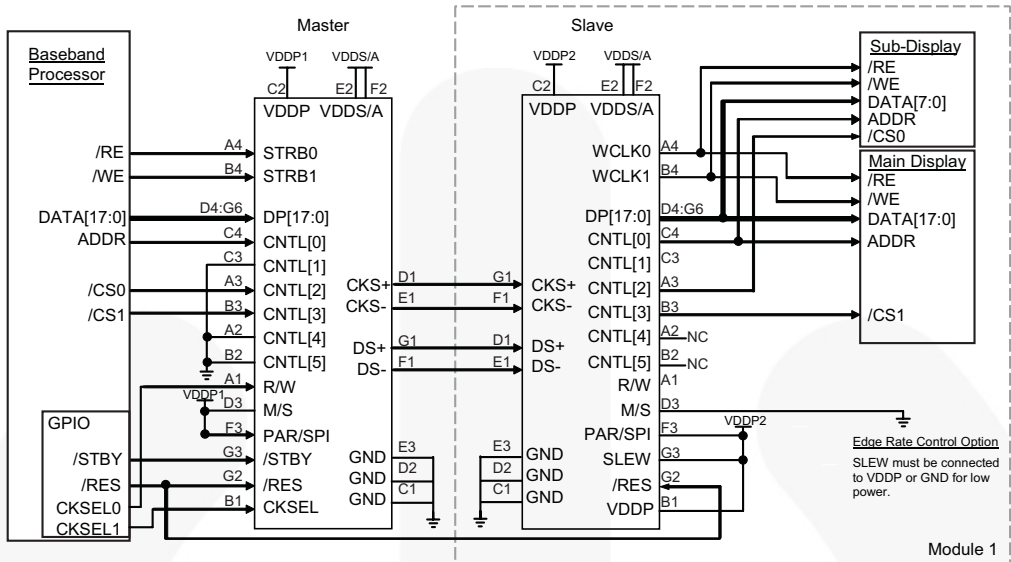 Master
Slave
Baseband
Processor
/RE
/WE
DATA[17:0]
ADDR
/CS0
/CS1
GPIO
/STBY
/RES
CKSEL0
CKSEL1
VDDP1
VDDS/A
C2
E2
F2
VDDP
VDDS/A
A4
STRB0
B4
STRB1
D4:G6
DP[17:0]
C4
CNTL[0]
C3
CNTL[1]
A3
CNTL[2]
B3
CNTL[3]
A2
CNTL[4]
B2
CNTL[5]
A1
R/W
VDDP1
D3
M/S
F3
PAR/SPI
G3
/STBY
G2
/RES
B1
CKSEL
CKS+
D1
CKS-
E1
DS+
G1
DS-
F1
GND
E3
GND
D2
GND
C1
VDDP2
VDDS/A
C2
E2
F2
VDDP
VDDS/A
G1
CKS+
F1
CKS-
D1
DS+
E1
DS-
E3
GND
D2
GND
C1
GND
WCLK0
A4
WCLK1
B4
DP[17:0]
D4:G6
CNTL[0]
C4
CNTL[1]
C3
CNTL[2]
A3
CNTL[3]
B3
CNTL[4]
A2
NC
CNTL[5]
B2
NC
R/W
A1
M/S
D3
PAR/SPI
F3
VDDP2
SLEW
G3
/RES
G2
VDDP
B1
Sub-Display
/RE
/WE
DATA[7:0]
ADDR
/CS0
Main Display
/RE
/WE
DATA[17:0]
ADDR
/CS1
Edge Rate Control Option
SLEW must be connected
to VDDP or GND for low
power.
Module 1